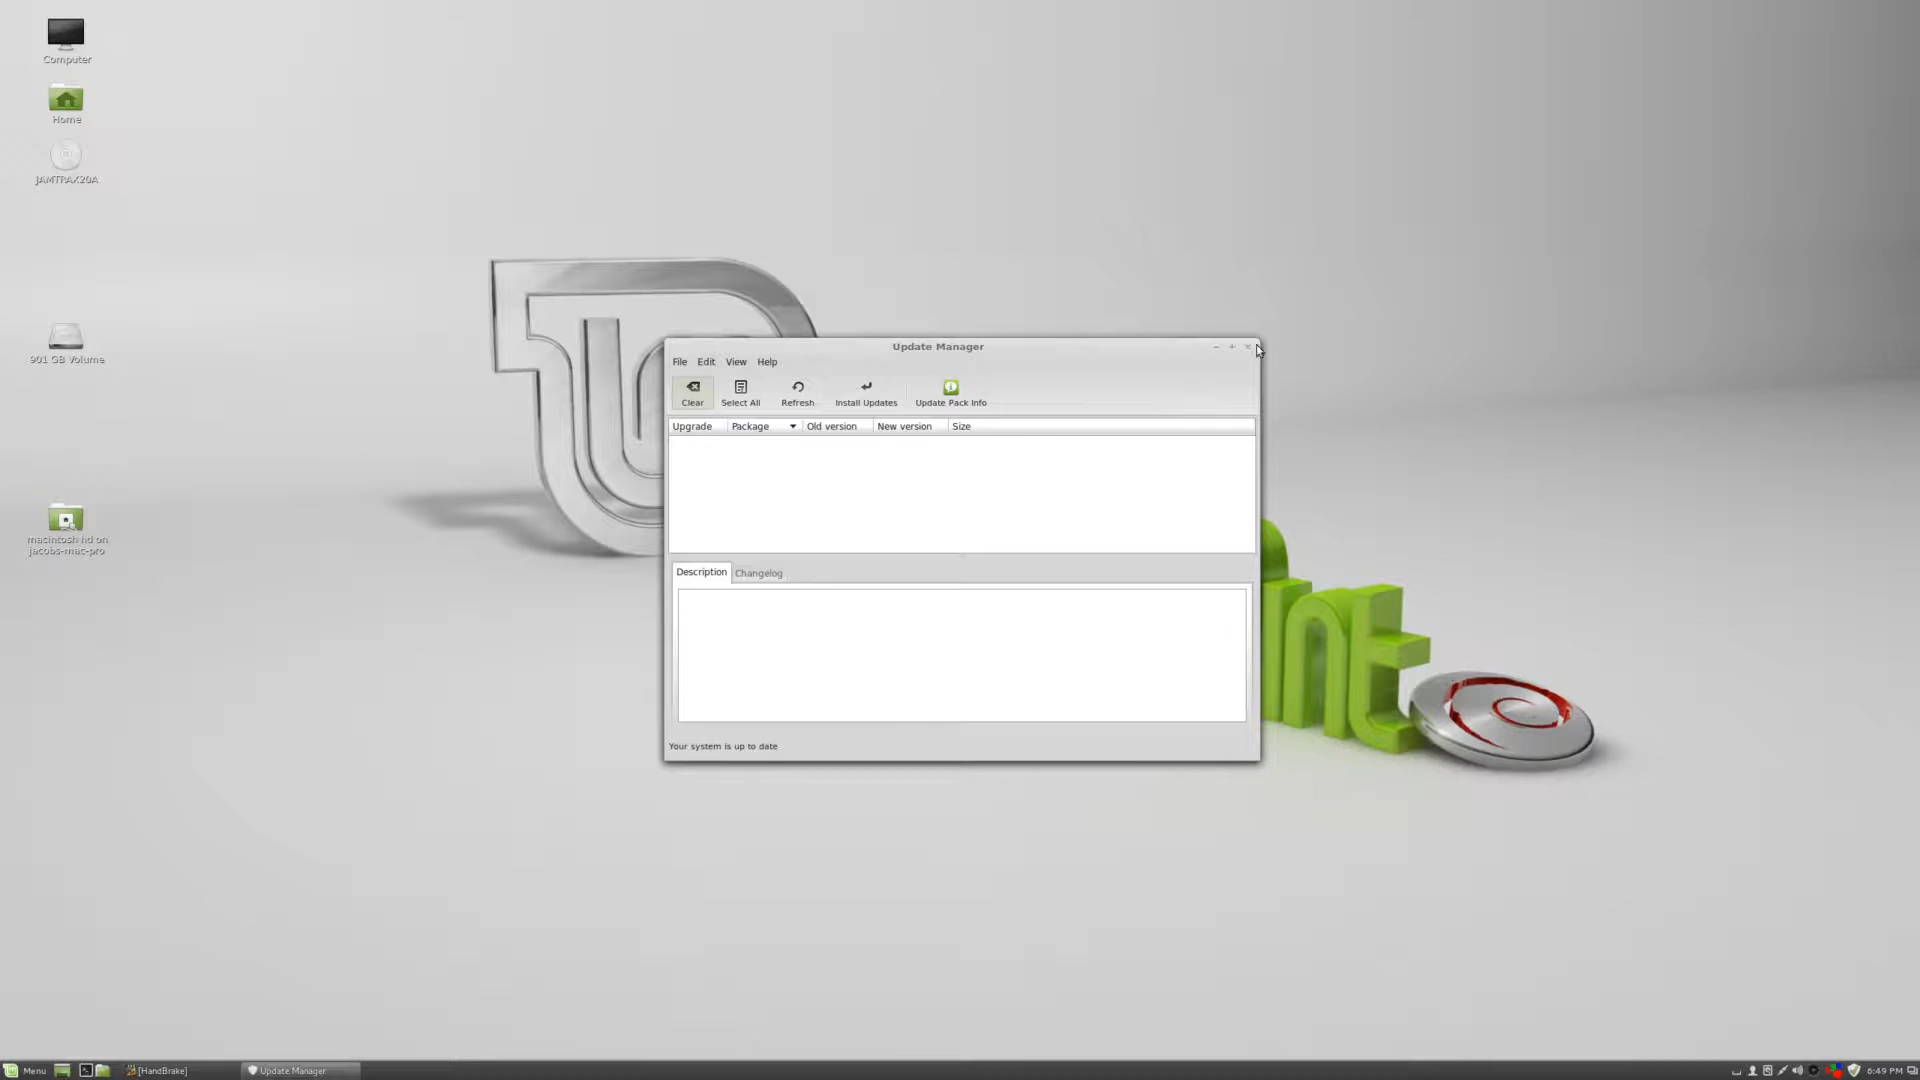 Computer
Home
JAMTRAX20A
901 GB Volume
macintosh hd on
jacobs-mac-pro
Update Manager
File Edit View Help
Clear Select All Refresh Install Updates Update Pack Info
Upgrade Package Old version New version Size
Description Changelog
Your system is up to date
nt
Menu [HandBrake] Update Manager 6:49 PM